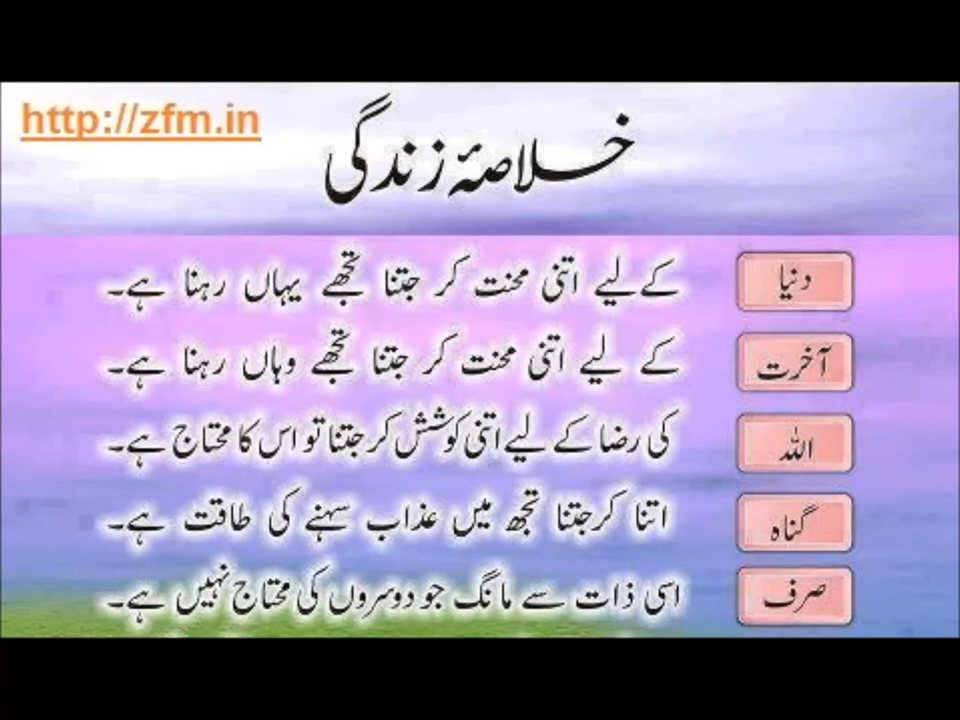 http://zfm.in
خلاصۂ زندگی
دنیا کے لیے اتنی محنت کر جتنا تجھے یہاں رہنا ہے۔
آخرت کے لیے اتنی محنت کر جتنا تجھے وہاں رہنا ہے۔
اللہ کی رضا کے لیے اتنی کوشش کر جتنا تو اس کا محتاج ہے۔
گناہ اتنا کر جتنا تجھ میں عذاب سہنے کی طاقت ہے۔
صرف اسی ذات سے مانگ جو دوسروں کی محتاج نہیں ہے۔